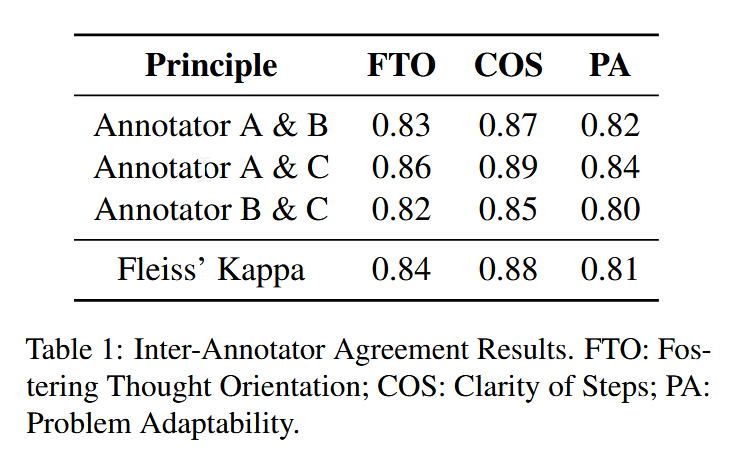 Principle FTO COS PA
Annotator A & B 0.83 0.87 0.82
Annotator A & C 0.86 0.89 0.84
Annotator B & C 0.82 0.85 0.80
Fleiss’ Kappa 0.84 0.88 0.81
Table 1: Inter-Annotator Agreement Results. FTO: Fos-
tering Thought Orientation; COS: Clarity of Steps; PA:
Problem Adaptability.